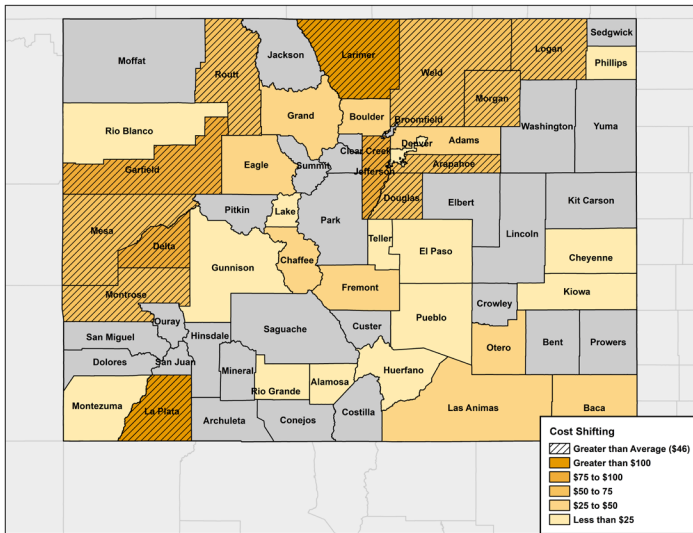 Sedgwick
Jackson
Larimer
Logan
Moffat
Phillips
Weld
Routt
Morgan
Grand
Boulder
Broomfield
Washington
Yuma
Rio Blanco
Denver
Adams
Clear Creek
Eagle
Summit
Arapahoe
Garfield
Jefferson
Douglas
Kit Carson
Elbert
Pitkin
Lake
Park
Lincoln
Mesa
Teller
Delta
El Paso
Cheyenne
Chaffee
Gunnison
Fremont
Kiowa
Montrose
Crowley
Pueblo
Ouray
Saguache
Custer
San Miguel
Hinsdale
Otero
Bent
Prowers
Dolores
San Juan
Mineral
Huerfano
Alamosa
Rio Grande
Montezuma
La Plata
Las Animas
Baca
Costilla
Archuleta
Conejos
Cost Shifting
Greater than Average ($46)
Greater than $100
$75 to $100
$50 to 75
$25 to $50
Less than $25